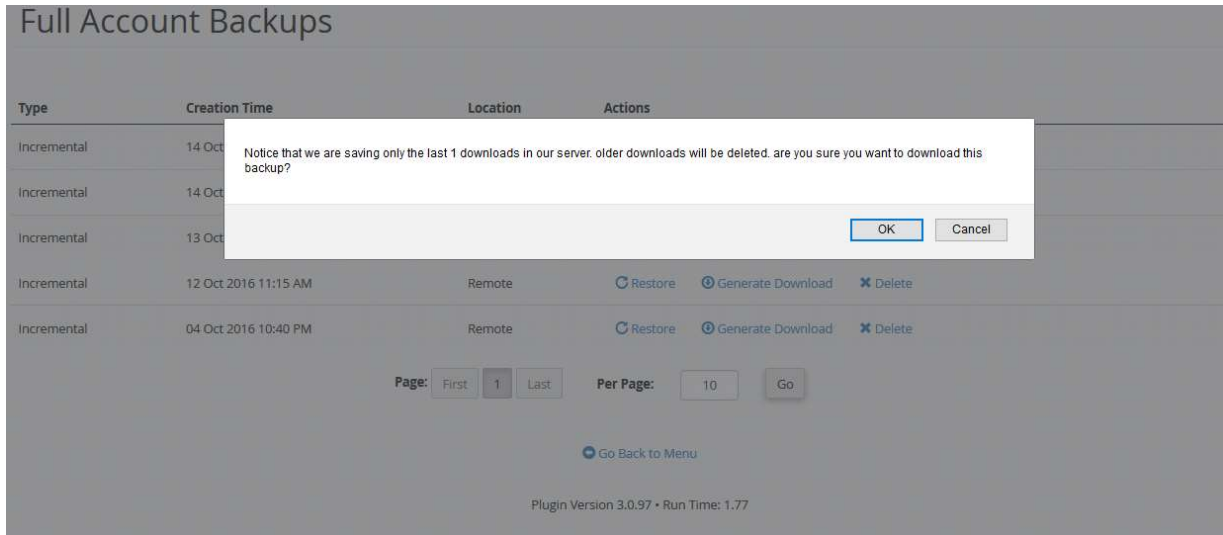 Full Account Backups
Type Creation Time Location Actions
Incremental 14 Oct
Notice that we are saving only the last 1 downloads in our server. older downloads will be deleted. are you sure you want to download this
backup?
Incremental 14 Oct
Incremental 13 Oct
OK Cancel
Incremental 12 Oct 2016 11:15 AM Remote Restore Generate Download Delete
Incremental 04 Oct 2016 10:40 PM Remote Restore Generate Download Delete
Page: First 1 Last Per Page: 10 Go
Go Back to Menu
Plugin Version 3.0.97 • Run Time: 1.77